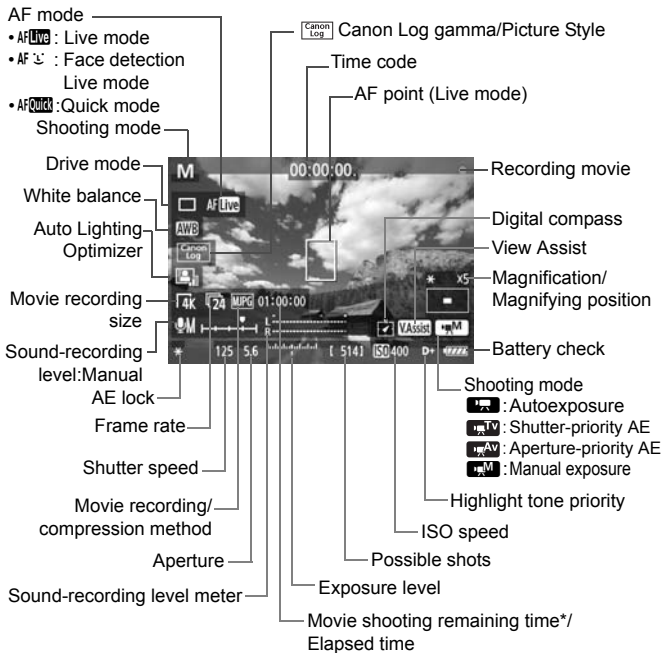 AF mode
• AF Live : Live mode
• AF : Face detection
Live mode
• AF Quick : Quick mode
Shooting mode
Drive mode
White balance
Auto Lighting
Optimizer
Movie recording
size
Sound-recording
level:Manual
AE lock
Frame rate
Shutter speed
Movie recording/
compression method
Aperture
Sound-recording level meter
Canon Log Canon Log gamma/Picture Style
Time code
AF point (Live mode)
M
00:00:00.
AF Live
AWB
Canon
Log
4K 24 MJPG 01:00:00
M
L
R
125 5.6 [ 514] ISO 400 D+
x5
V.Assist
M
Recording movie
Digital compass
View Assist
Magnification/
Magnifying position
Battery check
Shooting mode
: Autoexposure
Tv : Shutter-priority AE
Av : Aperture-priority AE
M : Manual exposure
Highlight tone priority
ISO speed
Possible shots
Exposure level
Movie shooting remaining time*/
Elapsed time